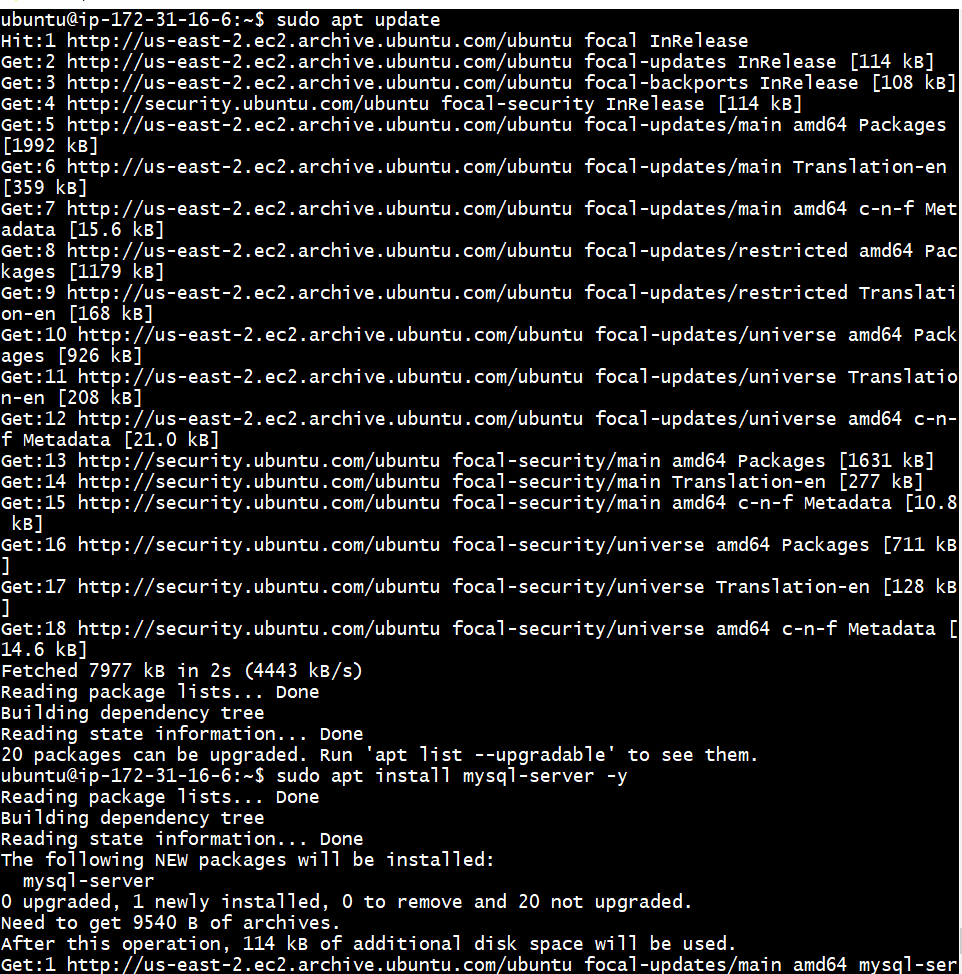 ubuntu@ip-172-31-16-6:~$ sudo apt update
Hit:1 http://us-east-2.ec2.archive.ubuntu.com/ubuntu focal InRelease
Get:2 http://us-east-2.ec2.archive.ubuntu.com/ubuntu focal-updates InRelease [114 kB]
Get:3 http://us-east-2.ec2.archive.ubuntu.com/ubuntu focal-backports InRelease [108 kB]
Get:4 http://security.ubuntu.com/ubuntu focal-security InRelease [114 kB]
Get:5 http://us-east-2.ec2.archive.ubuntu.com/ubuntu focal-updates/main amd64 Packages
[1992 kB]
Get:6 http://us-east-2.ec2.archive.ubuntu.com/ubuntu focal-updates/main Translation-en
[359 kB]
Get:7 http://us-east-2.ec2.archive.ubuntu.com/ubuntu focal-updates/main amd64 c-n-f Met
adata [15.6 kB]
Get:8 http://us-east-2.ec2.archive.ubuntu.com/ubuntu focal-updates/restricted amd64 Pac
kages [1179 kB]
Get:9 http://us-east-2.ec2.archive.ubuntu.com/ubuntu focal-updates/restricted Translati
on-en [168 kB]
Get:10 http://us-east-2.ec2.archive.ubuntu.com/ubuntu focal-updates/universe amd64 Pack
ages [926 kB]
Get:11 http://us-east-2.ec2.archive.ubuntu.com/ubuntu focal-updates/universe Translatio
n-en [208 kB]
Get:12 http://us-east-2.ec2.archive.ubuntu.com/ubuntu focal-updates/universe amd64 c-n-
f Metadata [21.0 kB]
Get:13 http://security.ubuntu.com/ubuntu focal-security/main amd64 Packages [1631 kB]
Get:14 http://security.ubuntu.com/ubuntu focal-security/main Translation-en [277 kB]
Get:15 http://security.ubuntu.com/ubuntu focal-security/main amd64 c-n-f Metadata [10.8
 kB]
Get:16 http://security.ubuntu.com/ubuntu focal-security/universe amd64 Packages [711 kB
]
Get:17 http://security.ubuntu.com/ubuntu focal-security/universe Translation-en [128 kB
]
Get:18 http://security.ubuntu.com/ubuntu focal-security/universe amd64 c-n-f Metadata [
14.6 kB]
Fetched 7977 kB in 2s (4443 kB/s)
Reading package lists... Done
Building dependency tree
Reading state information... Done
20 packages can be upgraded. Run 'apt list --upgradable' to see them.
ubuntu@ip-172-31-16-6:~$ sudo apt install mysql-server -y
Reading package lists... Done
Building dependency tree
Reading state information... Done
The following NEW packages will be installed:
  mysql-server
0 upgraded, 1 newly installed, 0 to remove and 20 not upgraded.
Need to get 9540 B of archives.
After this operation, 114 kB of additional disk space will be used.
Get:1 http://us-east-2.ec2.archive.ubuntu.com/ubuntu focal-updates/main amd64 mysql-ser